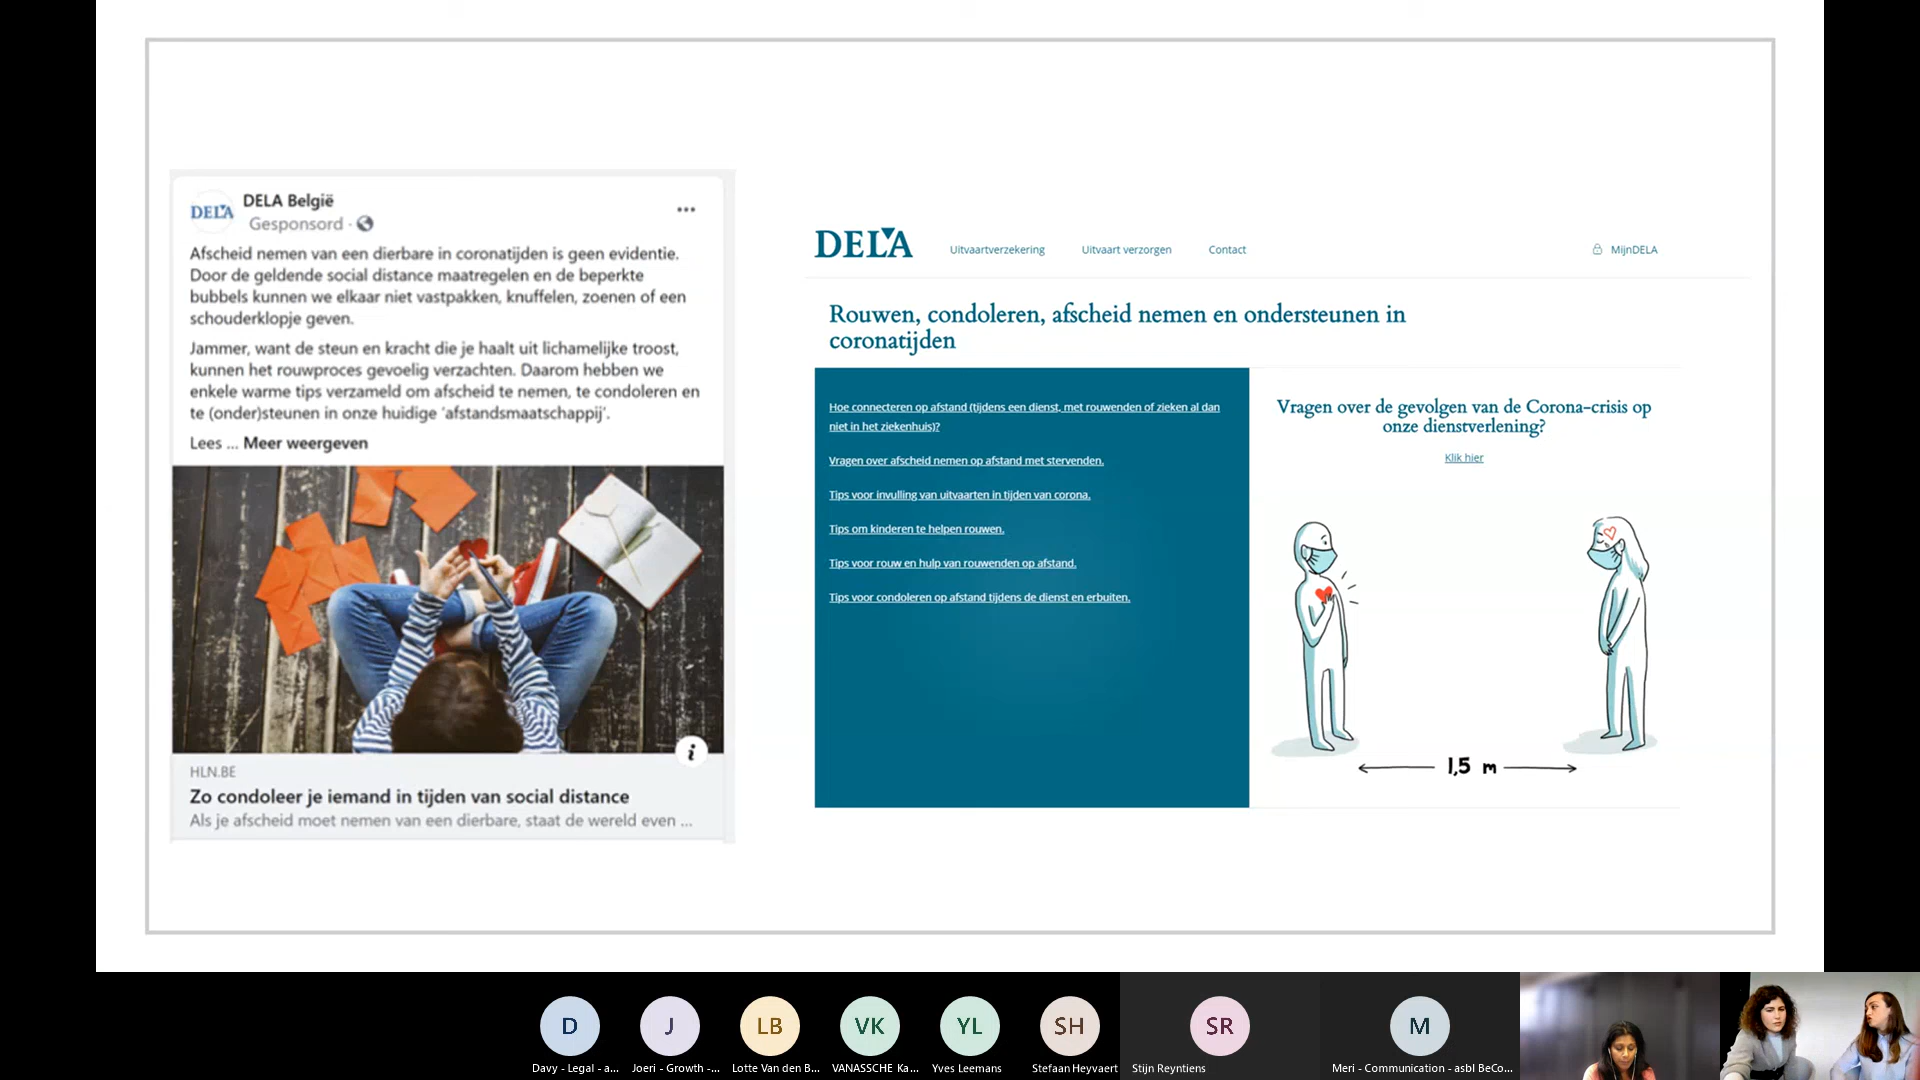 DELA
DELA België
Gesponsord ·
Afscheid nemen van een dierbare in coronatijden is geen evidentie.
Door de geldende social distance maatregelen en de beperkte
bubbels kunnen we elkaar niet vastpakken, knuffelen, zoenen of een
schouderklopje geven.
Jammer, want de steun en kracht die je haalt uit lichamelijke troost,
kunnen het rouwproces gevoelig verzachten. Daarom hebben we
enkele warme tips verzameld om afscheid te nemen, te condoleren en
te (onder)steunen in onze huidige 'afstandsmaatschappij'.
Lees ... Meer weergeven
i
HLN.BE
Zo condoleer je iemand in tijden van social distance
Als je afscheid moet nemen van een dierbare, staat de wereld even ...
DELA
Uitvaartverzekering
Uitvaart verzorgen
Contact
MijnDELA
Rouwen, condoleren, afscheid nemen en ondersteunen in
coronatijden
Hoe connecteren op afstand (tijdens een dienst, met rouwenden of zieken al dan
niet in het ziekenhuis)?
Vragen over afscheid nemen op afstand met stervenden.
Tips voor invulling van uitvaarten in tijden van corona.
Tips om kinderen te helpen rouwen.
Tips voor rouw en hulp van rouwenden op afstand.
Tips voor condoleren op afstand tijdens de dienst en erbuiten.
Vragen over de gevolgen van de Corona-crisis op
onze dienstverlening?
Klik hier
1,5 m
D
J
LB
VK
YL
SH
SR
M
Davy - Legal - a...
Joeri - Growth -...
Lotte Van den B...
VANASSCHE Ka...
Yves Leemans
Stefaan Heyvaert
Stijn Reyntiens
Meri - Communication - asbl BeCo...